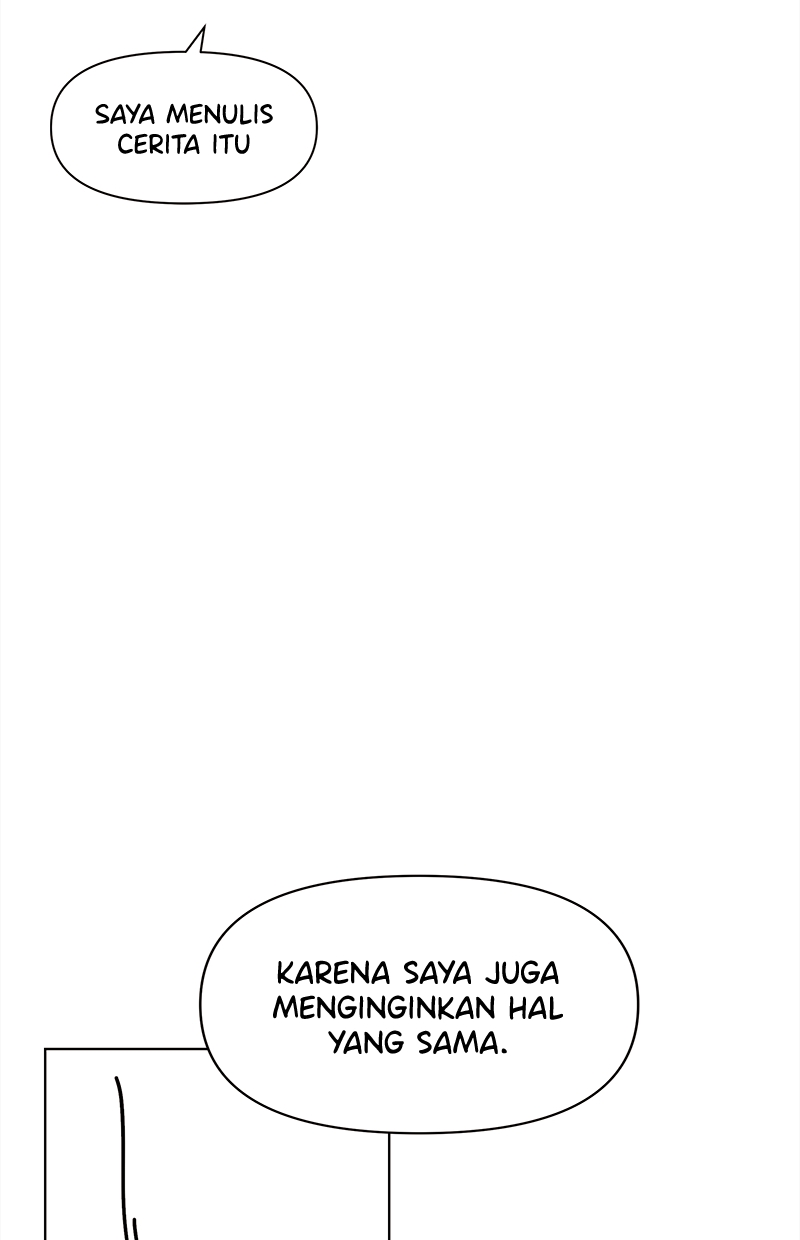 SAYA MENULIS
CERITA ITU
KARENA SAYA JUGA
MENGINGINKAN HAL
YANG SAMA.